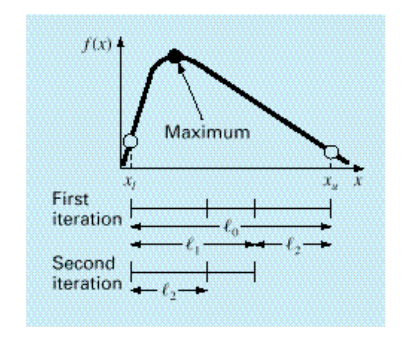 f(x)
Maximum
x_l x_u x
First
iteration
ℓ_0
ℓ_1 ℓ_2
Second
iteration
ℓ_2